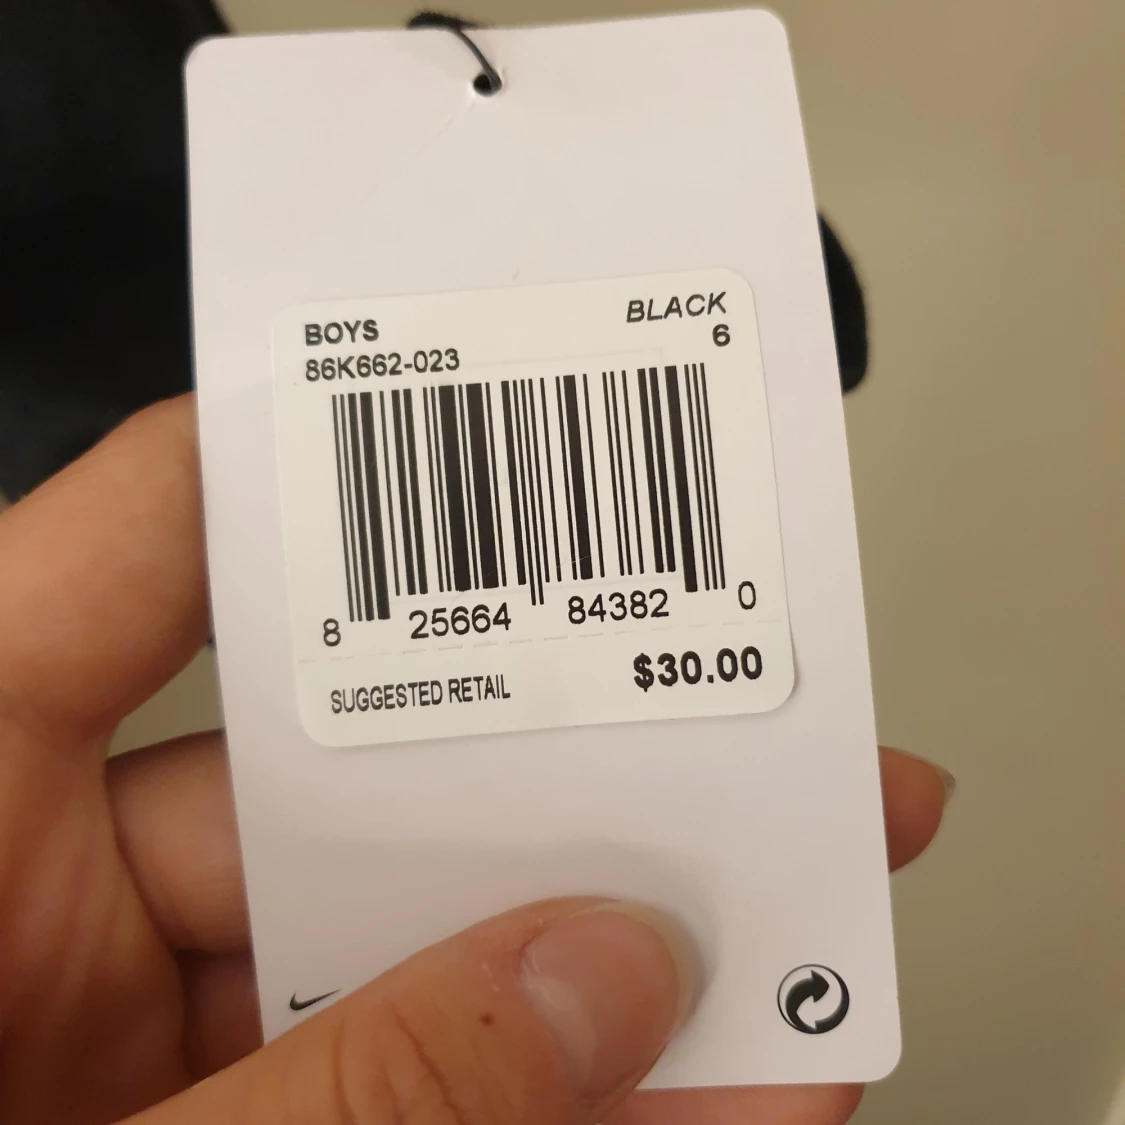 BOYS
BLACK
86K662-023
6
8 25664 84382 0
SUGGESTED RETAIL
$30.00